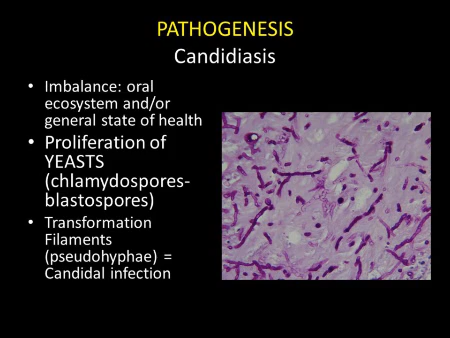 PATHOGENESIS
Candidiasis
• Imbalance: oral
ecosystem and/or
general state of health
• Proliferation of
YEASTS
(chlamydospores-
blastospores)
• Transformation
Filaments
(pseudohyphae) =
Candidal infection